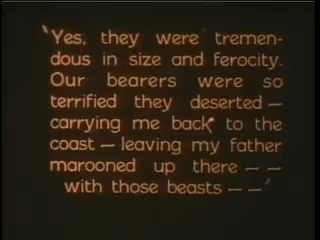 'Yes, they were tremen-
dous in size and ferocity.
Our bearers were so
terrified they deserted —
carrying me back to the
coast — leaving my father
marooned up there — —
with those beasts — —'